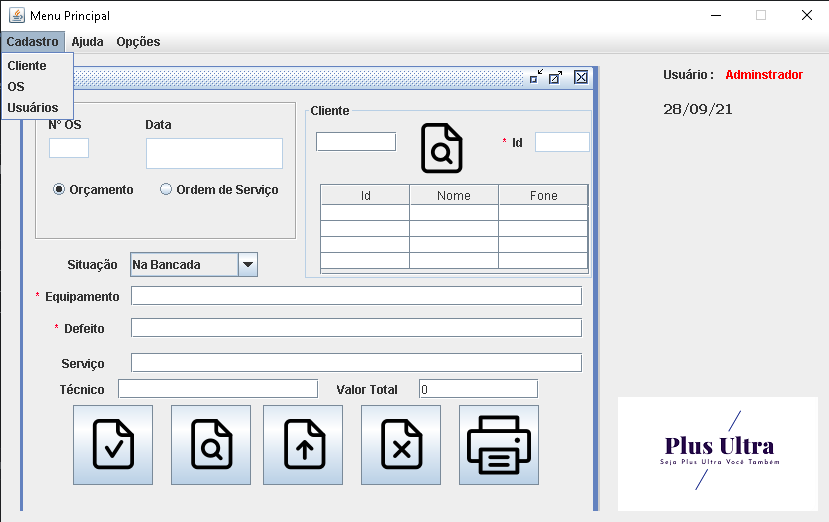 Menu Principal
Cadastro Ajuda Opções
Cliente
OS
Usuários
Usuário : Adminstrador
28/09/21
N° OS Data
Orçamento Ordem de Serviço
Cliente
* Id
Id Nome Fone
Situação Na Bancada
* Equipamento
* Defeito
Serviço
Técnico Valor Total 0
Plus Ultra
Seja Plus Ultra Você Também